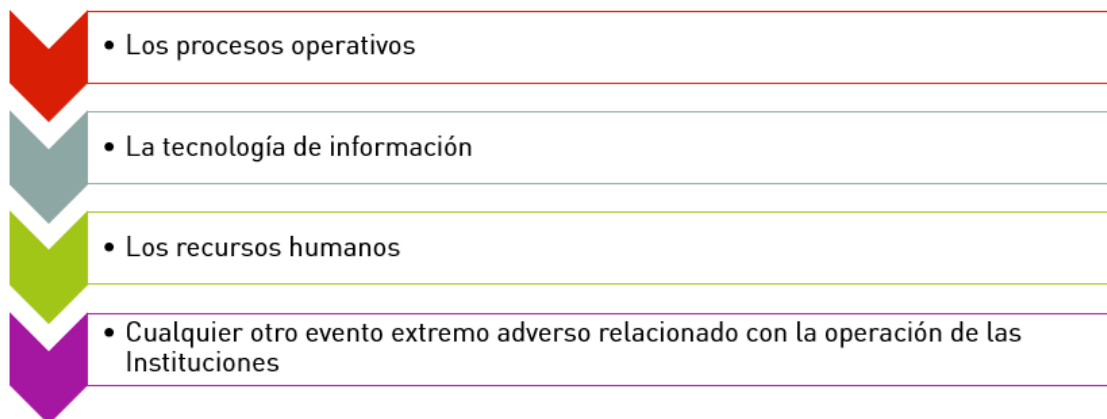 • Los procesos operativos
• La tecnología de información
• Los recursos humanos
• Cualquier otro evento extremo adverso relacionado con la operación de las
Instituciones